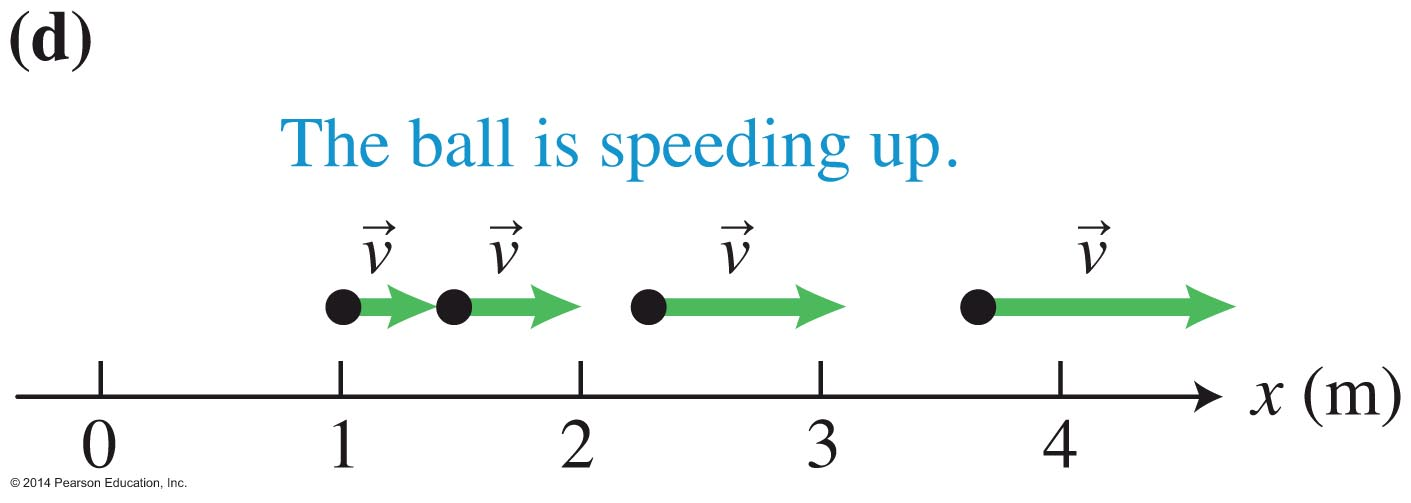 (d)
The ball is speeding up.
v⃗ v⃗ v⃗ v⃗
x (m)
0 1 2 3 4
© 2014 Pearson Education, Inc.